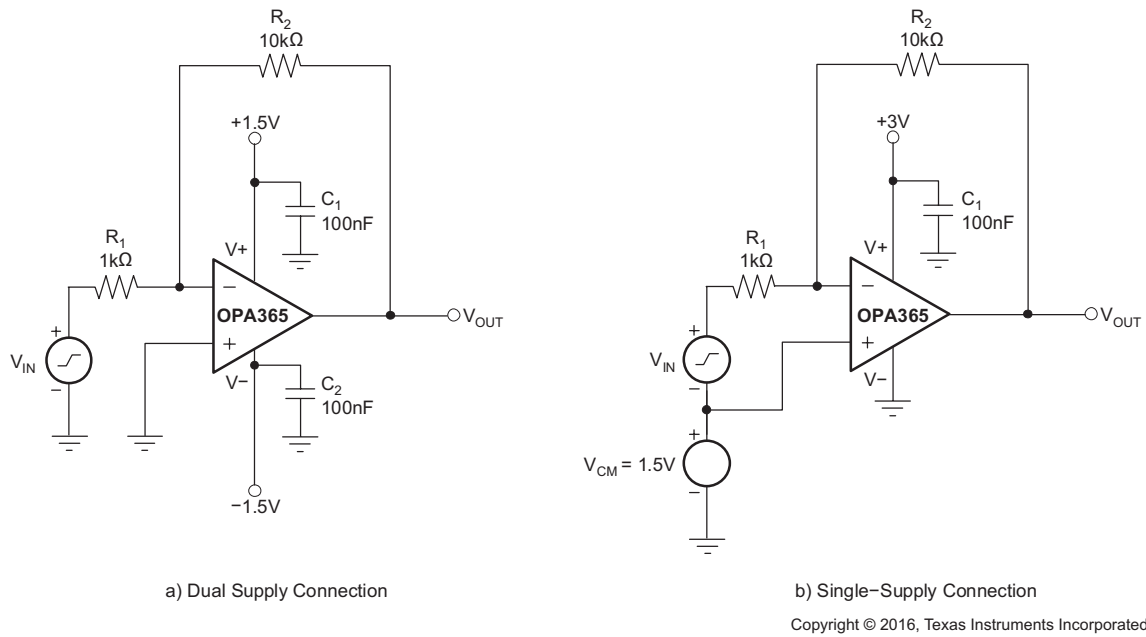 R2
10kΩ
+1.5V
C1
100nF
V+
R1
1kΩ
−
OPA365
+
VOUT
+
VIN
−
V−
C2
100nF
−1.5V
a) Dual Supply Connection
R2
10kΩ
+3V
C1
100nF
V+
R1
1kΩ
−
OPA365
+
VOUT
+
VIN
−
V−
+
VCM = 1.5V
−
b) Single−Supply Connection
Copyright © 2016, Texas Instruments Incorporated